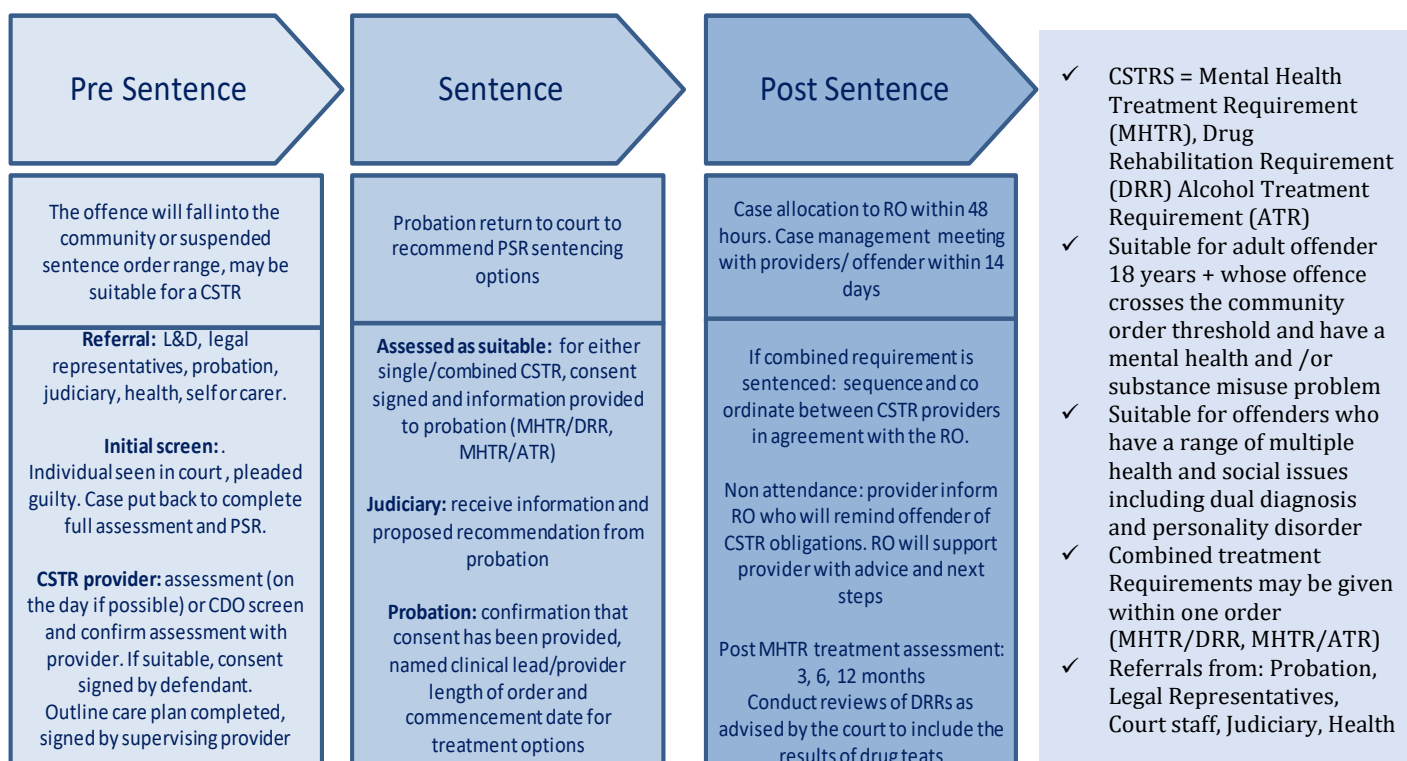 Pre Sentence
The offence will fall into the
community or suspended
sentence order range, may be
suitable for a CSTR
Referral: L&D, legal
representatives, probation,
judiciary, health, self or carer.
Initial screen: .
Individual seen in court , pleaded
guilty. Case put back to complete
full assessment and PSR.
CSTR provider: assessment (on
the day if possible) or CDO screen
and confirm assessment with
provider. If suitable, consent
signed by defendant.
Outline care plan completed,
signed by supervising provider
Sentence
Probation return to court to
recommend PSR sentencing
options
Assessed as suitable: for either
single/combined CSTR, consent
signed and information provided
to probation (MHTR/DRR,
MHTR/ATR)
Judiciary: receive information and
proposed recommendation from
probation
Probation: confirmation that
consent has been provided,
named clinical lead/provider
length of order and
commencement date for
treatment options
Post Sentence
Case allocation to RO within 48
hours. Case management meeting
with providers/ offender within 14
days
If combined requirement is
sentenced: sequence and co
ordinate between CSTR providers
in agreement with the RO.
Non attendance: provider inform
RO who will remind offender of
CSTR obligations. RO will support
provider with advice and next
steps
Post MHTR treatment assessment:
3, 6, 12 months
Conduct reviews of DRRs as
advised by the court to include the
results of drug teats
✓ CSTRS = Mental Health
Treatment Requirement
(MHTR), Drug
Rehabilitation Requirement
(DRR) Alcohol Treatment
Requirement (ATR)
✓ Suitable for adult offender
18 years + whose offence
crosses the community
order threshold and have a
mental health and /or
substance misuse problem
✓ Suitable for offenders who
have a range of multiple
health and social issues
including dual diagnosis
and personality disorder
✓ Combined treatment
Requirements may be given
within one order
(MHTR/DRR, MHTR/ATR)
✓ Referrals from: Probation,
Legal Representatives,
Court staff, Judiciary, Health